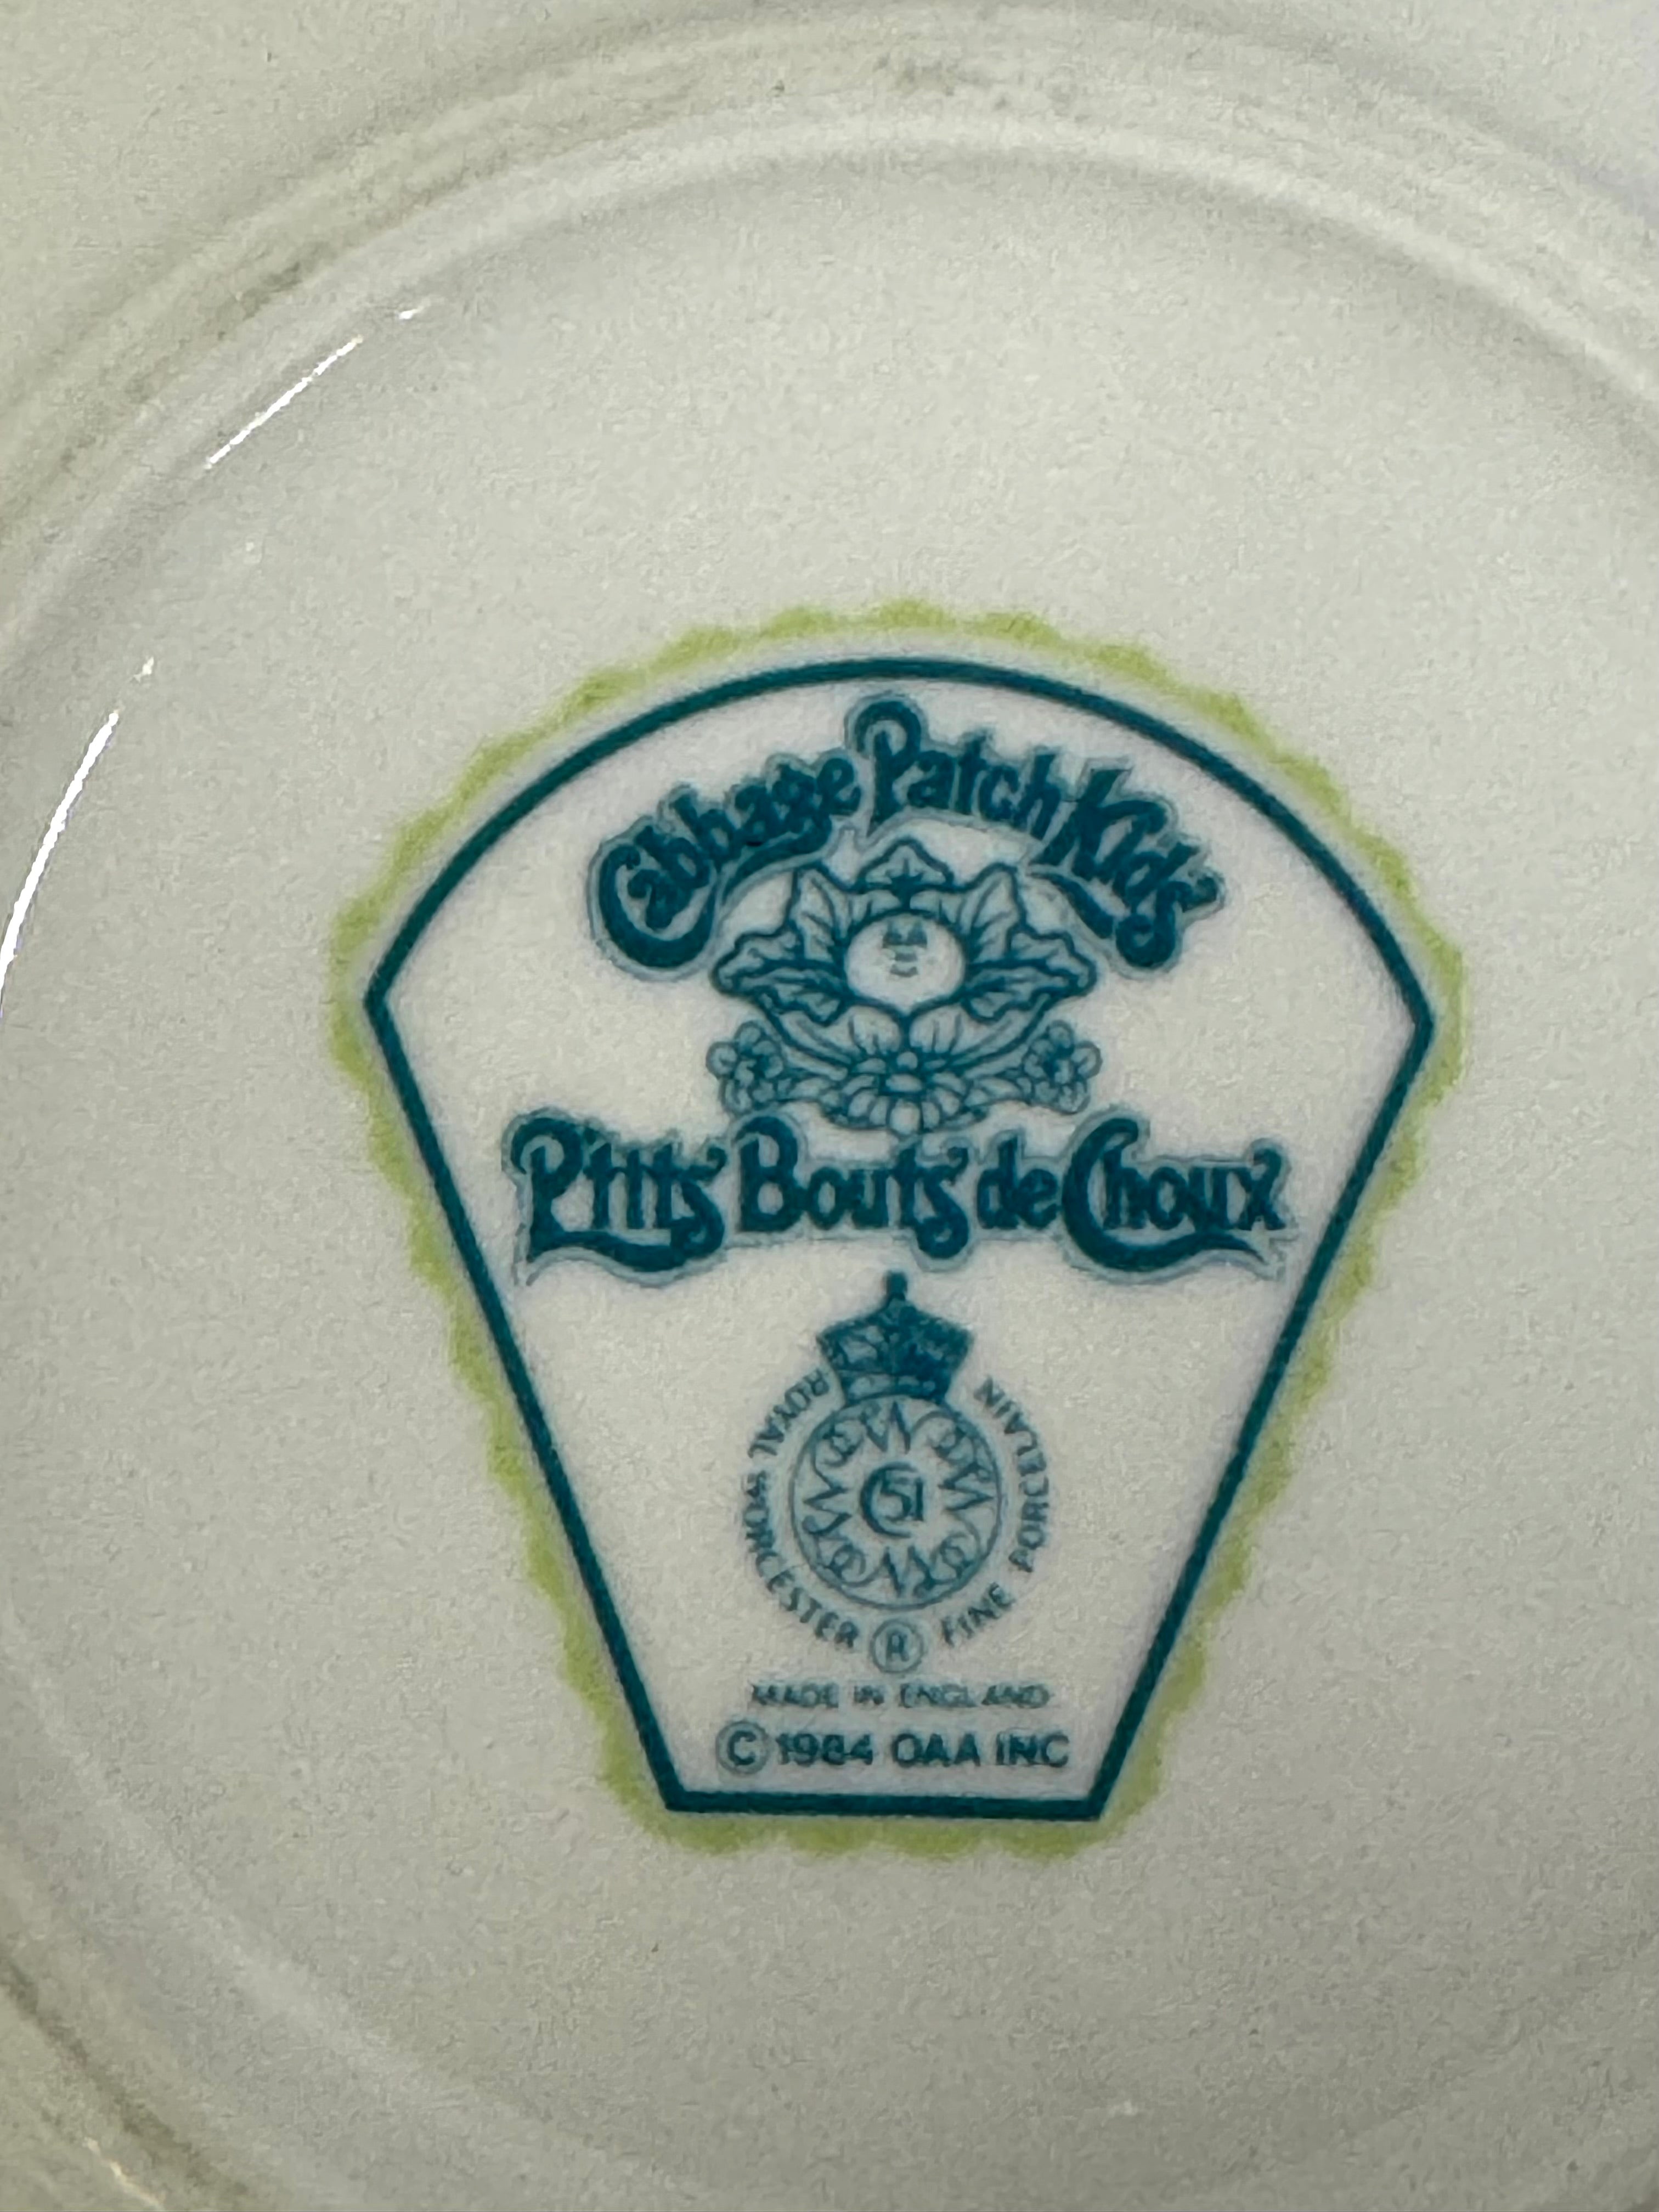 Cabbage Patch Kids
P'tits Bouts de Choux
51
ROYAL WORCESTER ® FINE PORCELAIN
MADE IN ENGLAND
© 1984 OAA INC